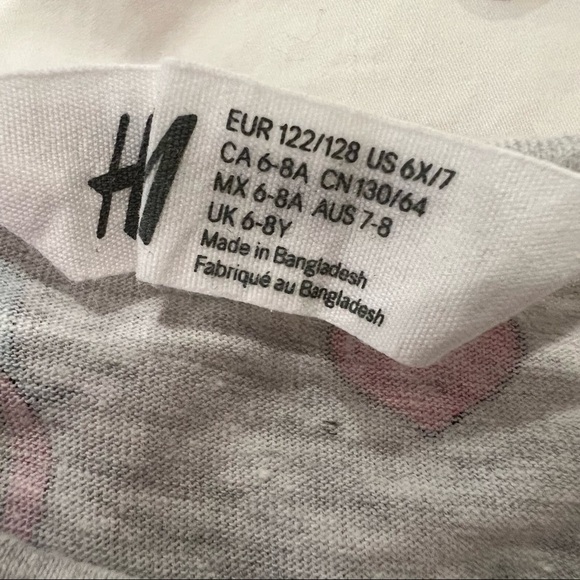 H
EUR 122/128 US 6X/7
CA 6-8A CN 130/64
MX 6-8A AUS 7-8
UK 6-8Y
Made in Bangladesh
Fabriqué au Bangladesh